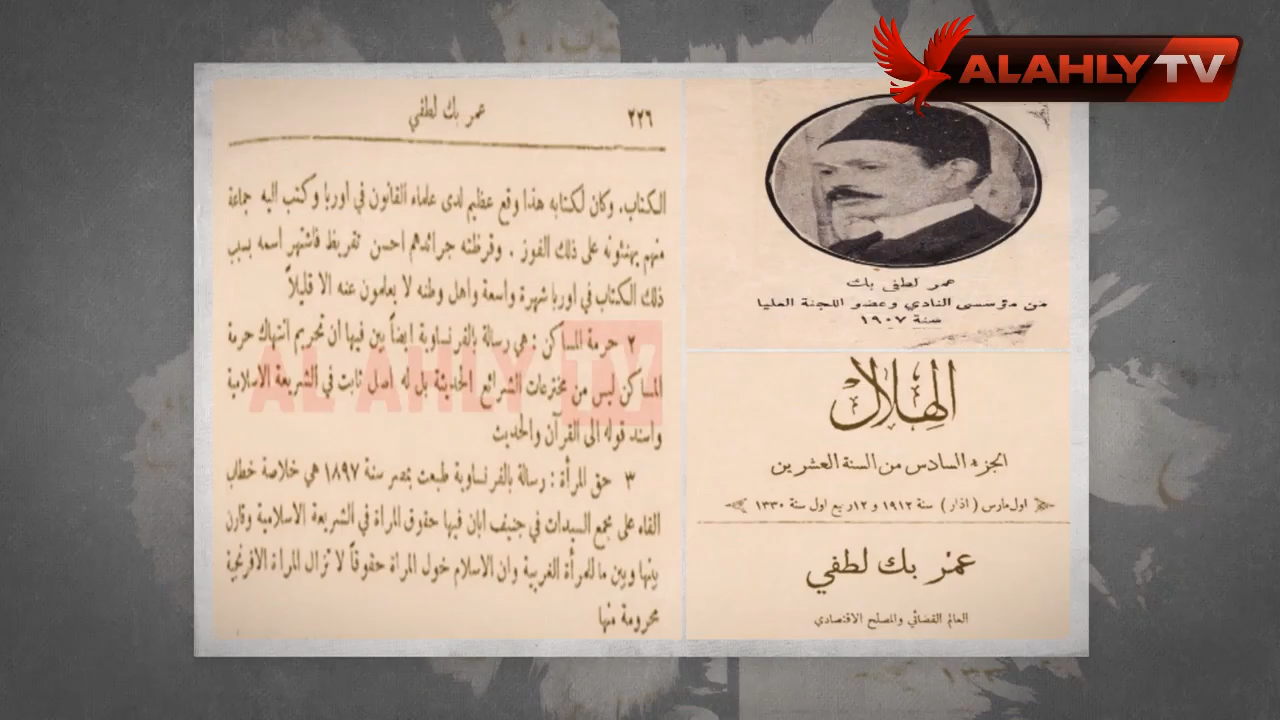 ALAHLY TV
عمر بك لطفي
٢٢٦
الكتاب. وكان لكتابه هذا وقع عظيم لدى علماء القانون في اوربا وكتب اليه جماعة
منهم يهنئونه على ذلك الفوز . وقرظته جرائدهم احسن تقريظ فاشتهر اسمه بسبب
ذلك الكتاب في اوربا شهرة واسعة واهل وطنه لا يعلمون عنه الا قليلاً
٢ حرمة المساكن : هي رسالة بالفرنساوية ايضاً بين فيها ان تحريم انتهاك حرمة
المساكن ليس من مخترعات الشرائع الحديثة بل له اصل ثابت في الشريعة الاسلامية
واسند قوله الى القرآن والحديث
٣ حق المرأة : رسالة بالفرنساوية طبعت بمصر سنة ١٨٩٧ هي خلاصة خطاب
القاه على مجمع السيدات في جنيف ابان فيها حقوق المرأة في الشريعة الاسلامية وقارن
بينها وبين ما للمرأة الغربية وان الاسلام خول المرأة حقوقاً لا تزال المرأة الافرنجية
محرومة منها
AL AHLY TV
عمر لطفي بك
من مؤسسى النادي وعضو اللجنة العليا
سنة ١٩٠٧
الهلال
الجزء السادس من السنة العشرين
اول مارس ( اذار ) سنة ١٩١٢ و ١٢ ربيع اول سنة ١٣٣٠
عمر بك لطفي
العالم القضائي والمصلح الاقتصادي